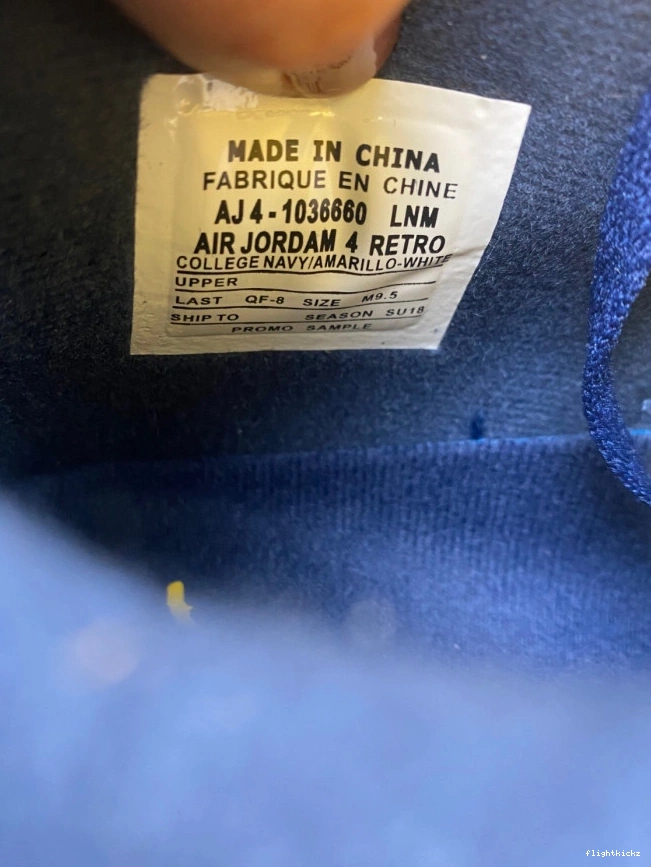 MADE IN CHINA
FABRIQUE EN CHINE
AJ 4 - 1036660 LNM
AIR JORDAM 4 RETRO
COLLEGE NAVY/AMARILLO-WHITE
UPPER
LAST QF-8 SIZE M9.5
SHIP TO SEASON SU18
PROMO SAMPLE
flightkickz